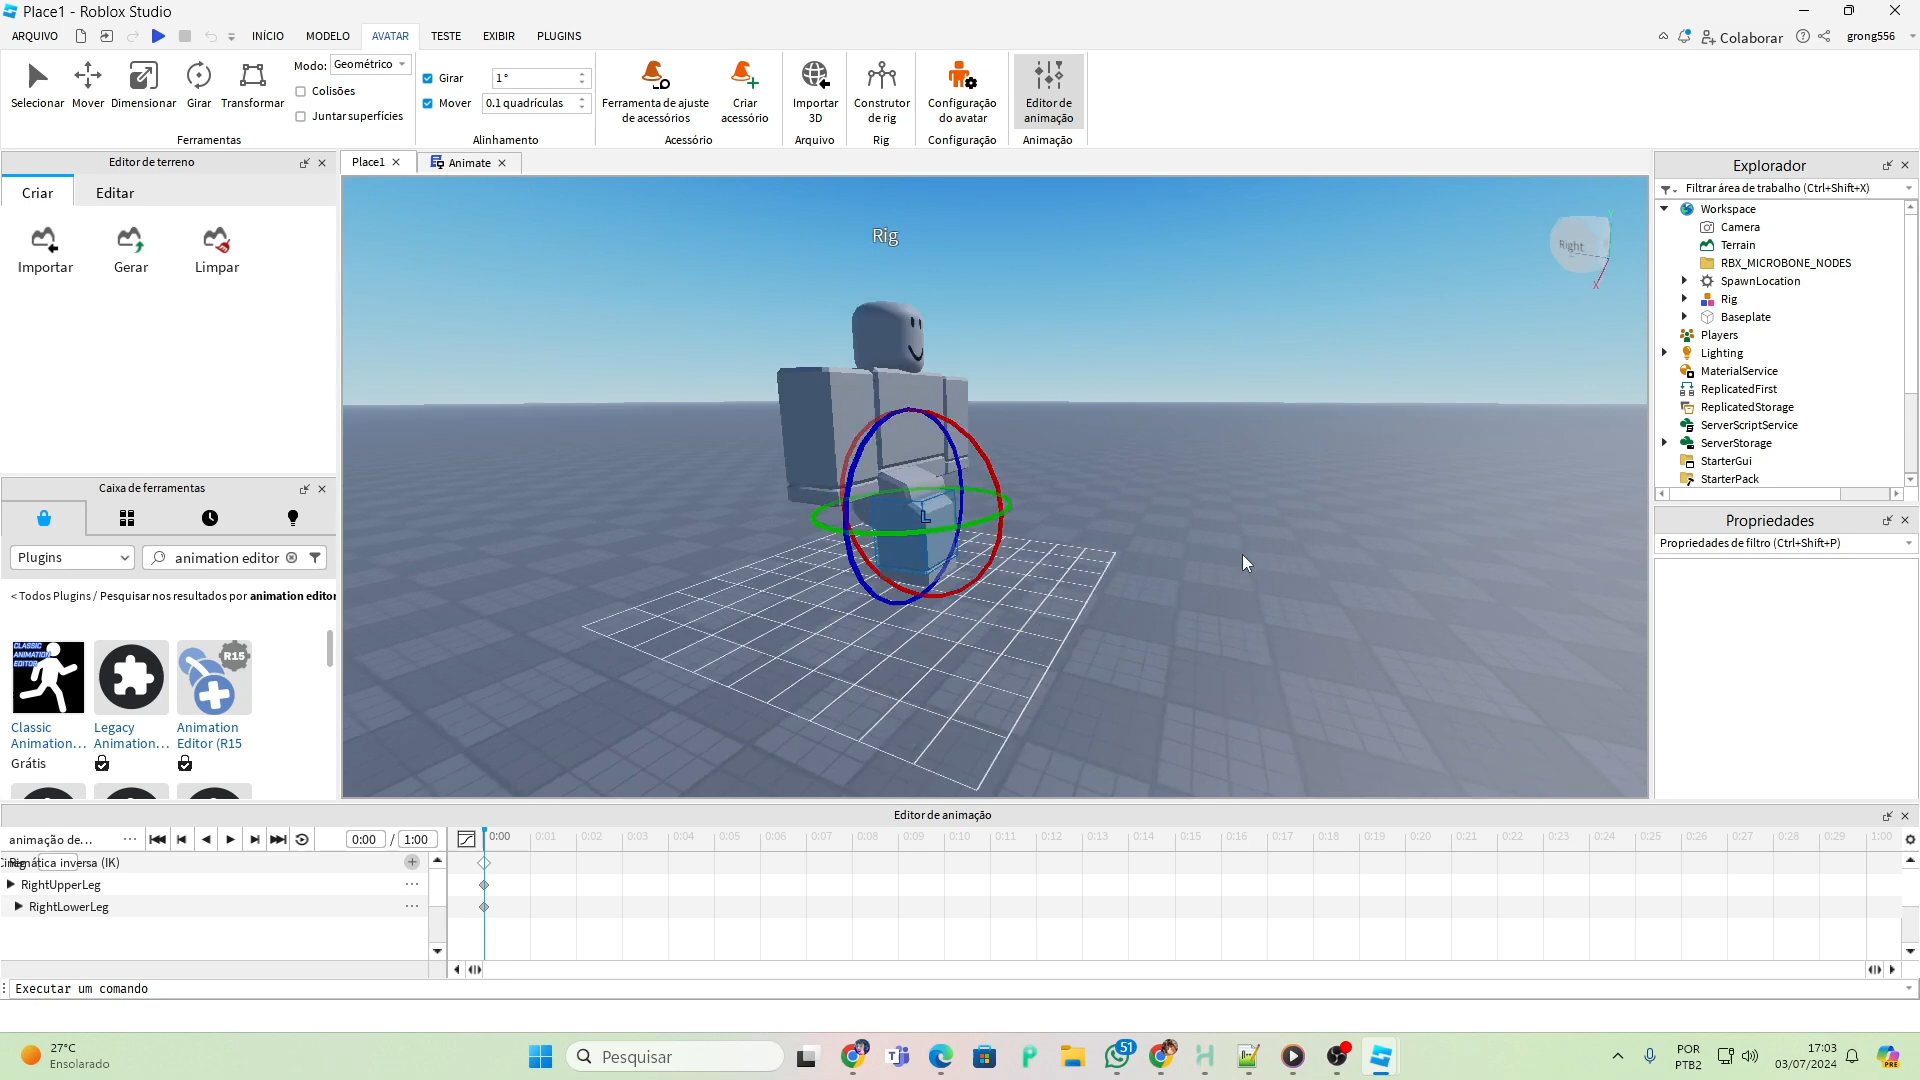 Place1 - Roblox Studio
ARQUIVO INÍCIO MODELO AVATAR TESTE EXIBIR PLUGINS Colaborar grong556
Selecionar Mover Dimensionar Girar Transformar
Modo: Geométrico
Colisões
Juntar superfícies
Ferramentas
Girar 1°
Mover 0.1 quadrículas
Alinhamento
Ferramenta de ajuste de acessórios
Criar acessório
Acessório
Importar 3D
Arquivo
Construtor de rig
Rig
Configuração do avatar
Configuração
Editor de animação
Animação
Editor de terreno
Criar Editar
Importar Gerar Limpar
Caixa de ferramentas
Plugins animation editor
< Todos Plugins / Pesquisar nos resultados por animation editor
CLASSIC
ANIMATION
EDITOR
R15
Classic Animation...
Grátis
Legacy Animation...
Animation Editor (R15
Place1 Animate
Rig
Right
Y
X
L
Explorador
Filtrar área de trabalho (Ctrl+Shift+X)
Workspace
Camera
Terrain
RBX_MICROBONE_NODES
SpawnLocation
Rig
Baseplate
Players
Lighting
MaterialService
ReplicatedFirst
ReplicatedStorage
ServerScriptService
ServerStorage
StarterGui
StarterPack
Propriedades
Propriedades de filtro (Ctrl+Shift+P)
Editor de animação
animação de... ... 0:00 / 1:00
0:00 0:01 0:02 0:03 0:04 0:05 0:06 0:07 0:08 0:09 0:10 0:11 0:12 0:13 0:14 0:15 0:16 0:17 0:18 0:19 0:20 0:21 0:22 0:23 0:24 0:25 0:26 0:27 0:28 0:29 1:00
inversa (IK)
RightUpperLeg ...
RightLowerLeg ...
Executar um comando
27°C
Ensolarado
Pesquisar
51
POR
PTB2
17:03
03/07/2024
PRE